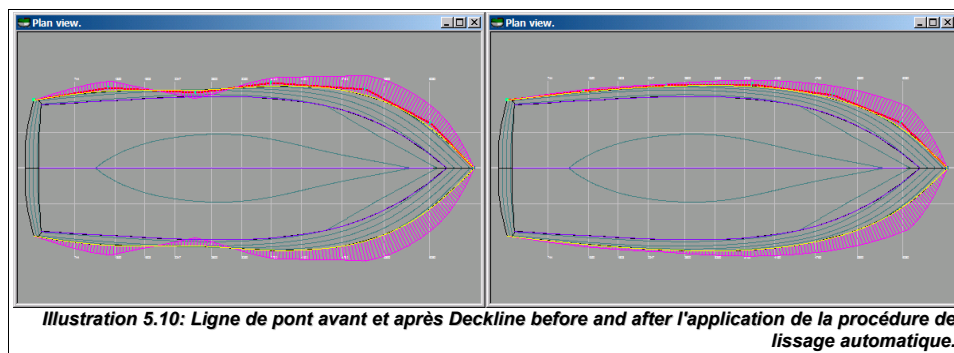 Plan view.
Plan view.
Illustration 5.10: Ligne de pont avant et après Deckline before and after l'application de la procédure de
lissage automatique.